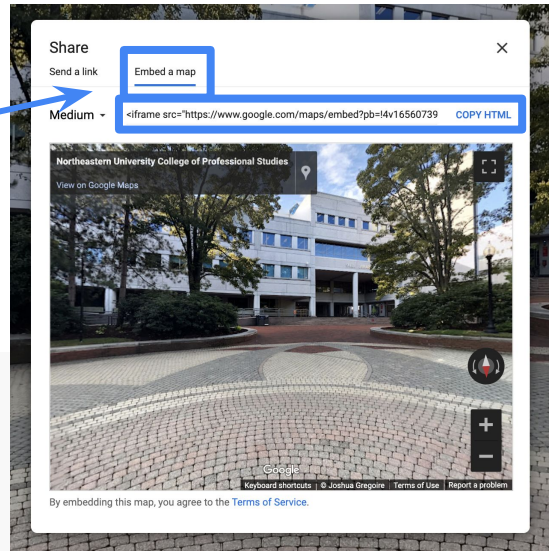 Share
Send a link Embed a map
Medium <iframe src="https://www.google.com/maps/embed?pb=!4v16560739 COPY HTML
Northeastern University College of Professional Studies
View on Google Maps
Google
Keyboard shortcuts © Joshua Gregoire Terms of Use Report a problem
By embedding this map, you agree to the Terms of Service.